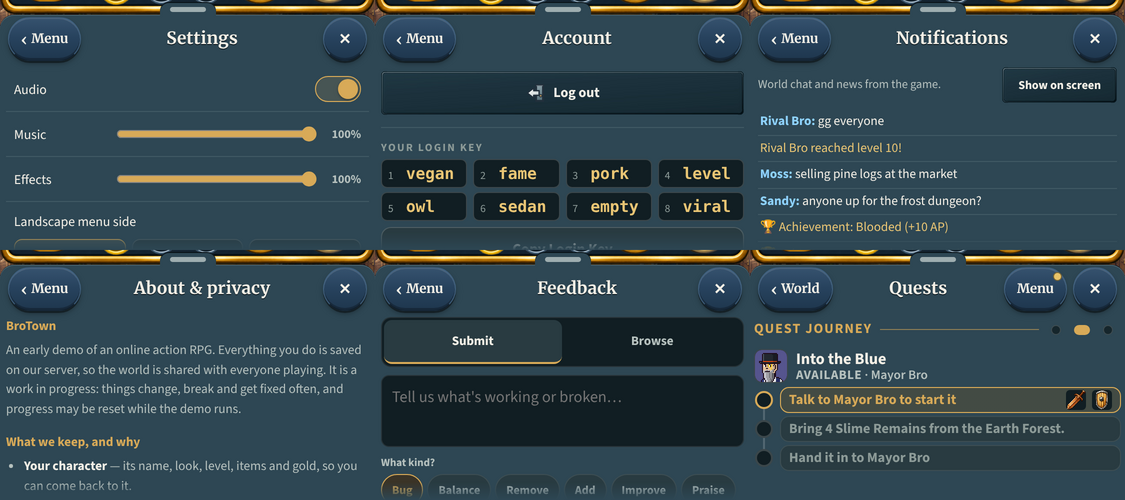 ‹ Menu
Settings
×
Audio
Music
100%
Effects
100%
Landscape menu side
‹ Menu
Account
×
Log out
YOUR LOGIN KEY
1 vegan
2 fame
3 pork
4 level
5 owl
6 sedan
7 empty
8 viral
Copy Login Key
‹ Menu
Notifications
×
World chat and news from the game.
Show on screen
Rival Bro: gg everyone
Rival Bro reached level 10!
Moss: selling pine logs at the market
Sandy: anyone up for the frost dungeon?
🏆 Achievement: Blooded (+10 AP)
‹ Menu
About & privacy
×
BroTown
An early demo of an online action RPG. Everything you do is saved
on our server, so the world is shared with everyone playing. It is a
work in progress: things change, break and get fixed often, and
progress may be reset while the demo runs.
What we keep, and why
• Your character — its name, look, level, items and gold, so you
can come back to it.
‹ Menu
Feedback
×
Submit
Browse
Tell us what's working or broken…
What kind?
Bug
Balance
Remove
Add
Improve
Praise
‹ World
Quests
Menu
×
QUEST JOURNEY
Into the Blue
AVAILABLE · Mayor Bro
Talk to Mayor Bro to start it
Bring 4 Slime Remains from the Earth Forest.
Hand it in to Mayor Bro